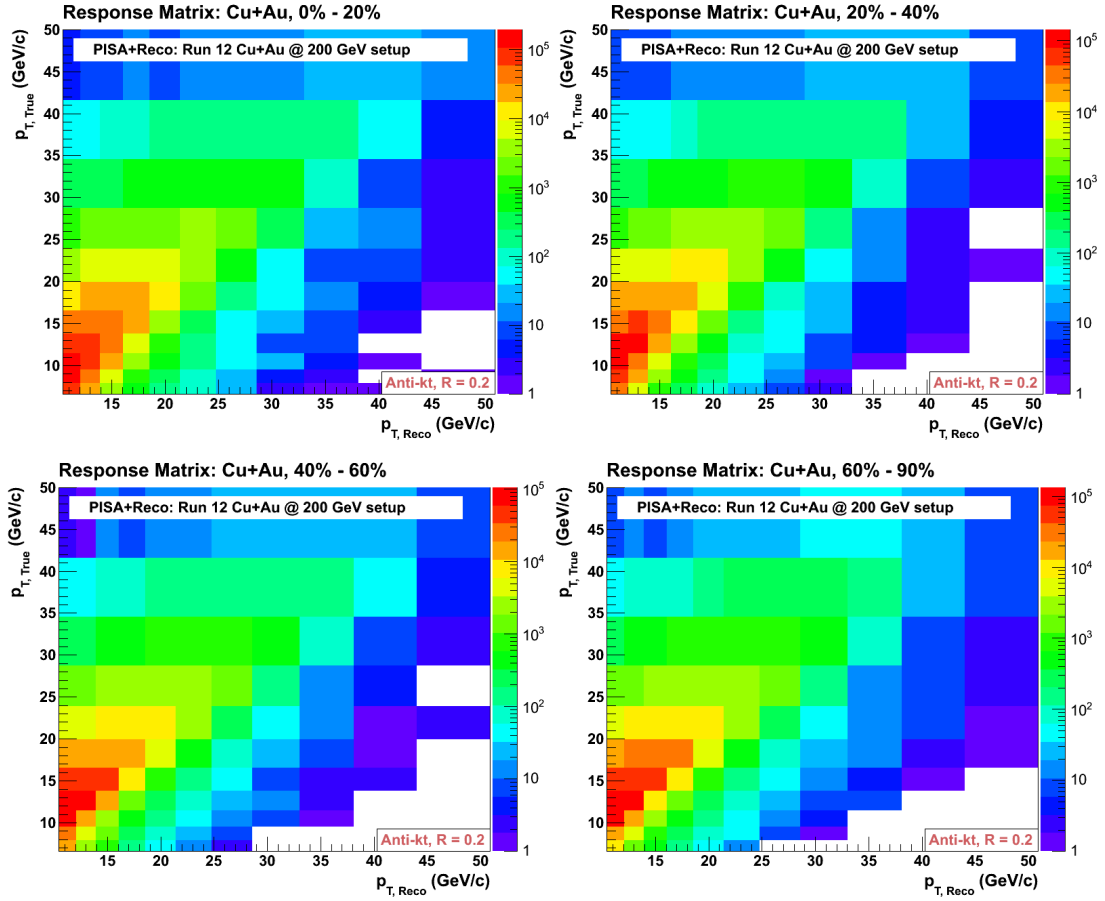 Response Matrix: Cu+Au, 0% - 20%
PISA+Reco: Run 12 Cu+Au @ 200 GeV setup
p_T, True (GeV/c)
50
45
40
35
30
25
20
15
10
Anti-kt, R = 0.2
15 20 25 30 35 40 45 50
p_T, Reco (GeV/c)
10^5
10^4
10^3
10^2
10
1
Response Matrix: Cu+Au, 20% - 40%
PISA+Reco: Run 12 Cu+Au @ 200 GeV setup
p_T, True (GeV/c)
50
45
40
35
30
25
20
15
10
Anti-kt, R = 0.2
15 20 25 30 35 40 45 50
p_T, Reco (GeV/c)
10^5
10^4
10^3
10^2
10
1
Response Matrix: Cu+Au, 40% - 60%
PISA+Reco: Run 12 Cu+Au @ 200 GeV setup
p_T, True (GeV/c)
50
45
40
35
30
25
20
15
10
Anti-kt, R = 0.2
15 20 25 30 35 40 45 50
p_T, Reco (GeV/c)
10^5
10^4
10^3
10^2
10
1
Response Matrix: Cu+Au, 60% - 90%
PISA+Reco: Run 12 Cu+Au @ 200 GeV setup
p_T, True (GeV/c)
50
45
40
35
30
25
20
15
10
Anti-kt, R = 0.2
15 20 25 30 35 40 45 50
p_T, Reco (GeV/c)
10^5
10^4
10^3
10^2
10
1